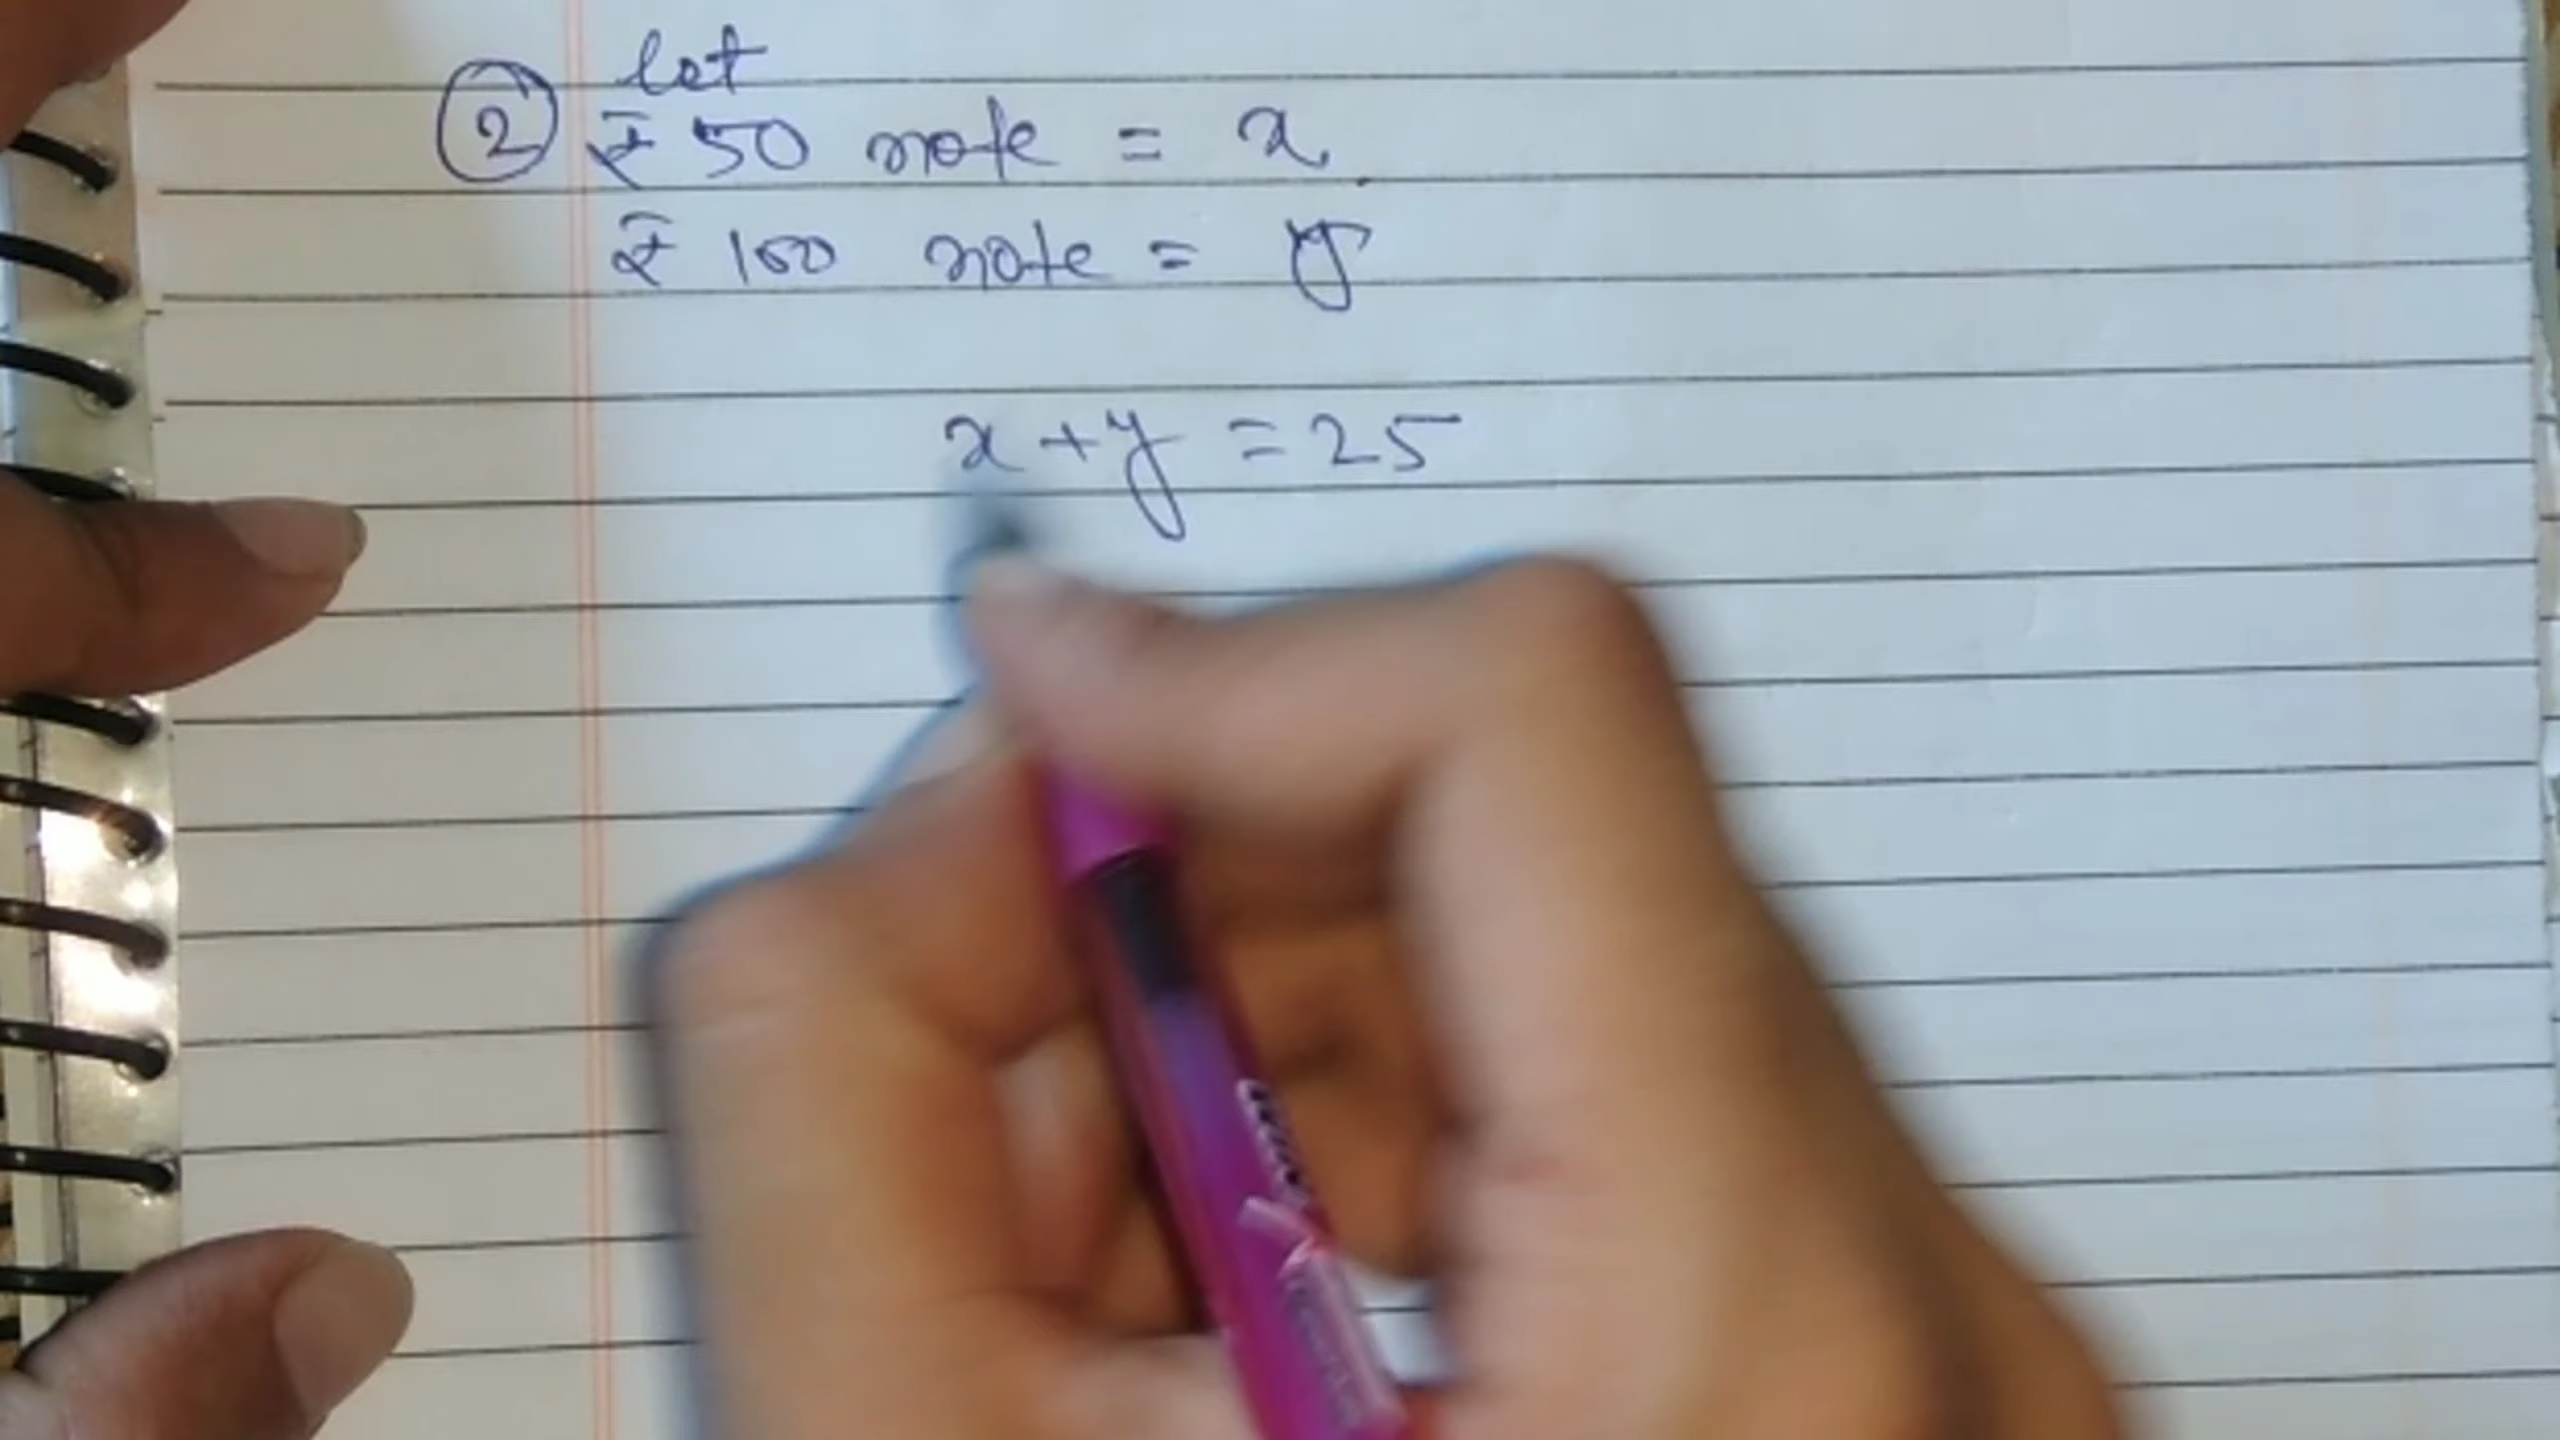 ② let
₹ 50 note = x
₹ 100 note = y
x + y = 25